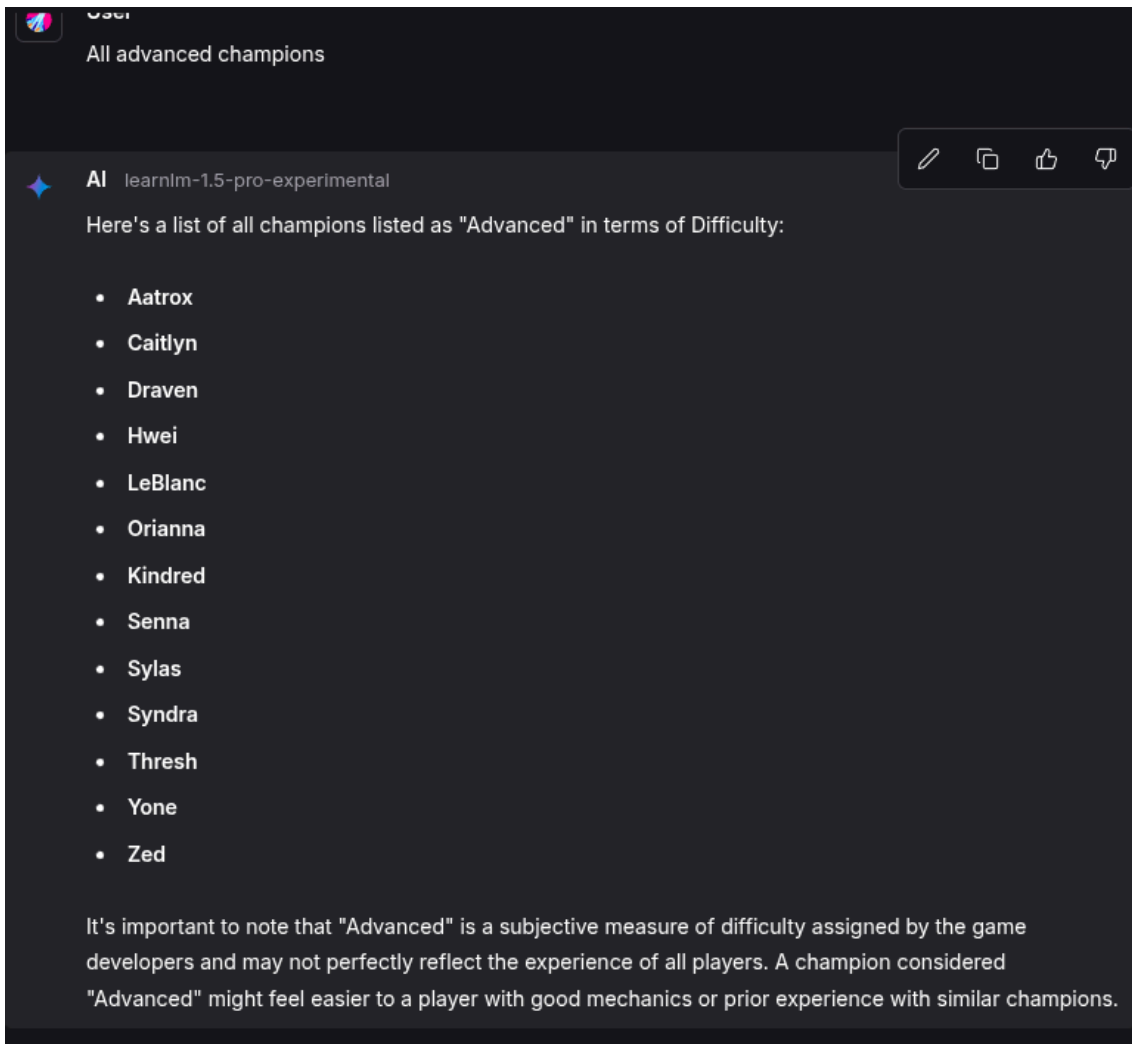 User
All advanced champions
AI learnlm-1.5-pro-experimental
Here's a list of all champions listed as "Advanced" in terms of Difficulty:
• Aatrox
• Caitlyn
• Draven
• Hwei
• LeBlanc
• Orianna
• Kindred
• Senna
• Sylas
• Syndra
• Thresh
• Yone
• Zed
It's important to note that "Advanced" is a subjective measure of difficulty assigned by the game
developers and may not perfectly reflect the experience of all players. A champion considered
"Advanced" might feel easier to a player with good mechanics or prior experience with similar champions.